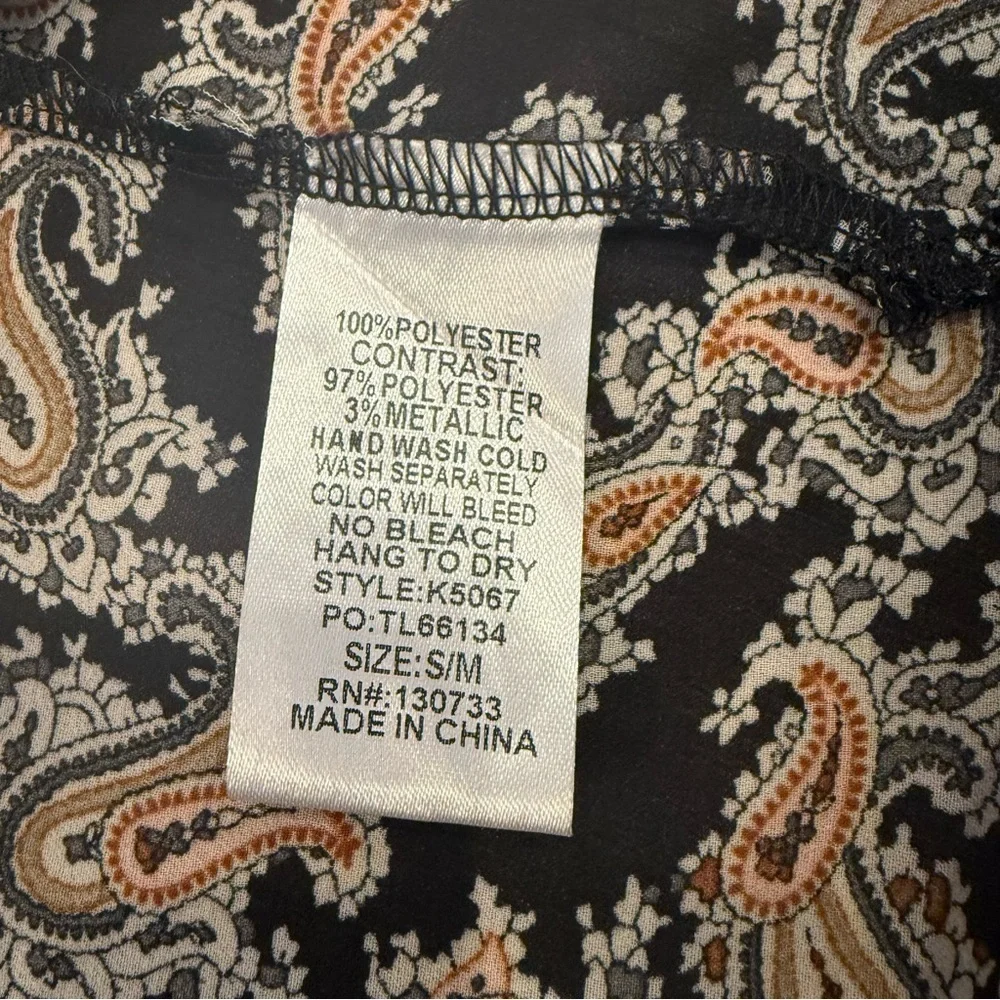 100%POLYESTER
CONTRAST:
97%POLYESTER
3%METALLIC
HAND WASH COLD
WASH SEPARATELY
COLOR WILL BLEED
NO BLEACH
HANG TO DRY
STYLE:K5067
PO:TL66134
SIZE:S/M
RN#:130733
MADE IN CHINA